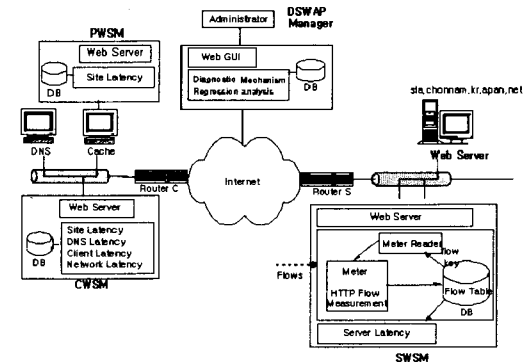 Administrator
DSWAP
Manager
PWSM
Web Server
Site Latency
DB
Web GUI
Diagnostic Mechanism
Regression analysis
DB
sla,chonnam,kr,apan,net
Web Server
DNS
Cache
Router C
Internet
Router S
Web Server
Site Latency
DNS Latency
Client Latency
Network Latency
DB
CWSM
Web Server
Meter Reader
flow
key
Flows
Meter
HTTP Flow
Measurement
Flow Table
DB
Server Latency
SWSM